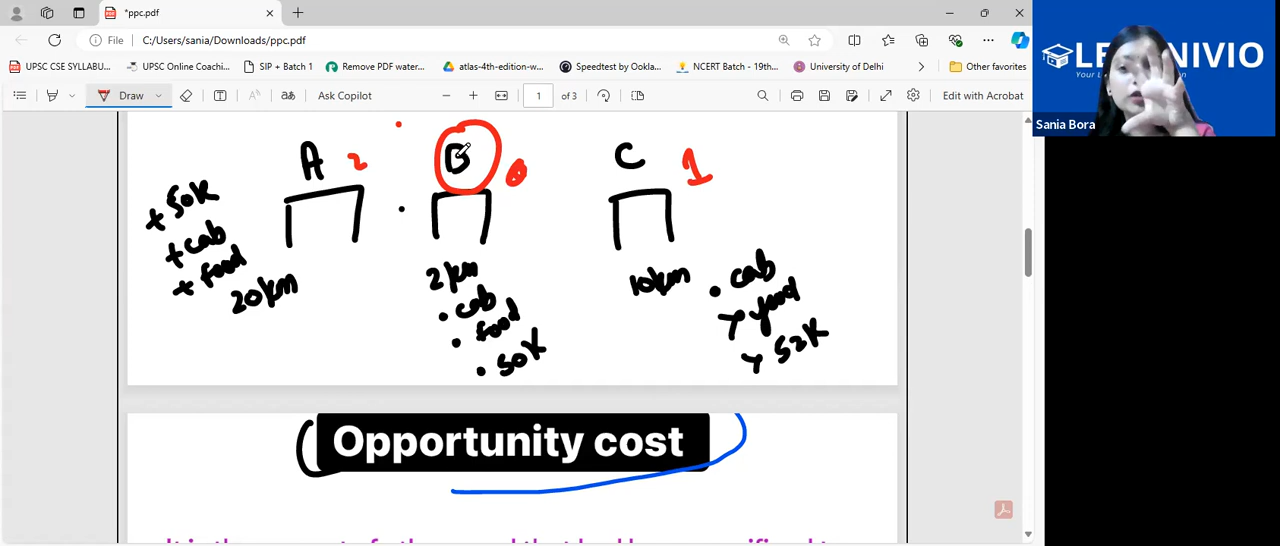 *ppc.pdf
File
C:/Users/sania/Downloads/ppc.pdf
UPSC CSE SYLLABU...
UPSC Online Coachi...
SIP + Batch 1
Remove PDF water...
atlas-4th-edition-w...
Speedtest by Ookla...
NCERT Batch - 19th...
University of Delhi
Other favorites
Draw
Ask Copilot
1
of 3
Edit with Acrobat
Sania Bora
A 2
B
C 1
+ 50K
+ cab
+ food
20km
2km
. cab
. food
. 50K
10km
. cab
food
52K
Opportunity cost